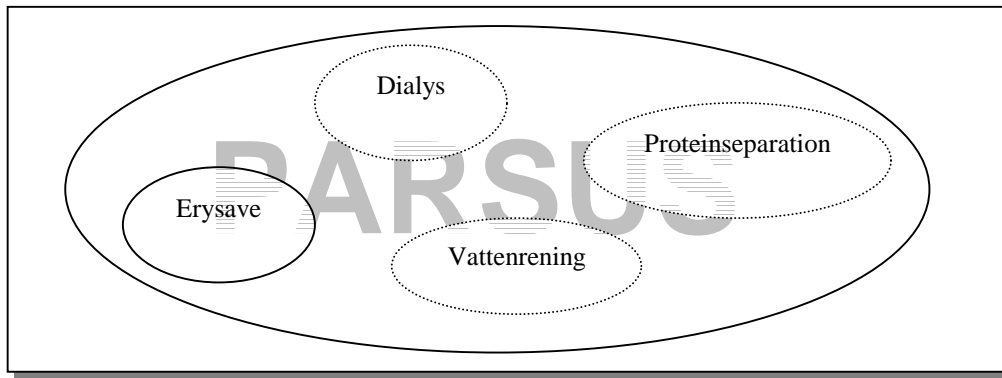 Dialys
Proteinseparation
PARSUS
Erysave
Vattenrening